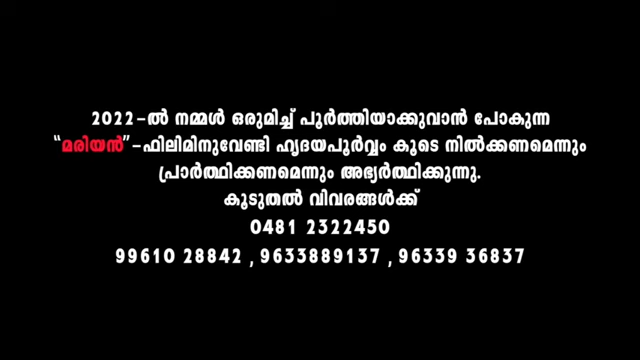 2022-ൽ നമ്മൾ ഒരുമിച്ച് പൂർത്തിയാക്കുവാൻ പോകുന്ന
“മരിയൻ”-ഫിലിമിനുവേണ്ടി ഹൃദയപൂർവ്വം കൂടെ നിൽക്കണമെന്നും
പ്രാർത്ഥിക്കണമെന്നും അഭ്യർത്ഥിക്കുന്നു.
കൂടുതൽ വിവരങ്ങൾക്ക്
0481 2322450
99610 28842 , 9633889137 , 96339 36837